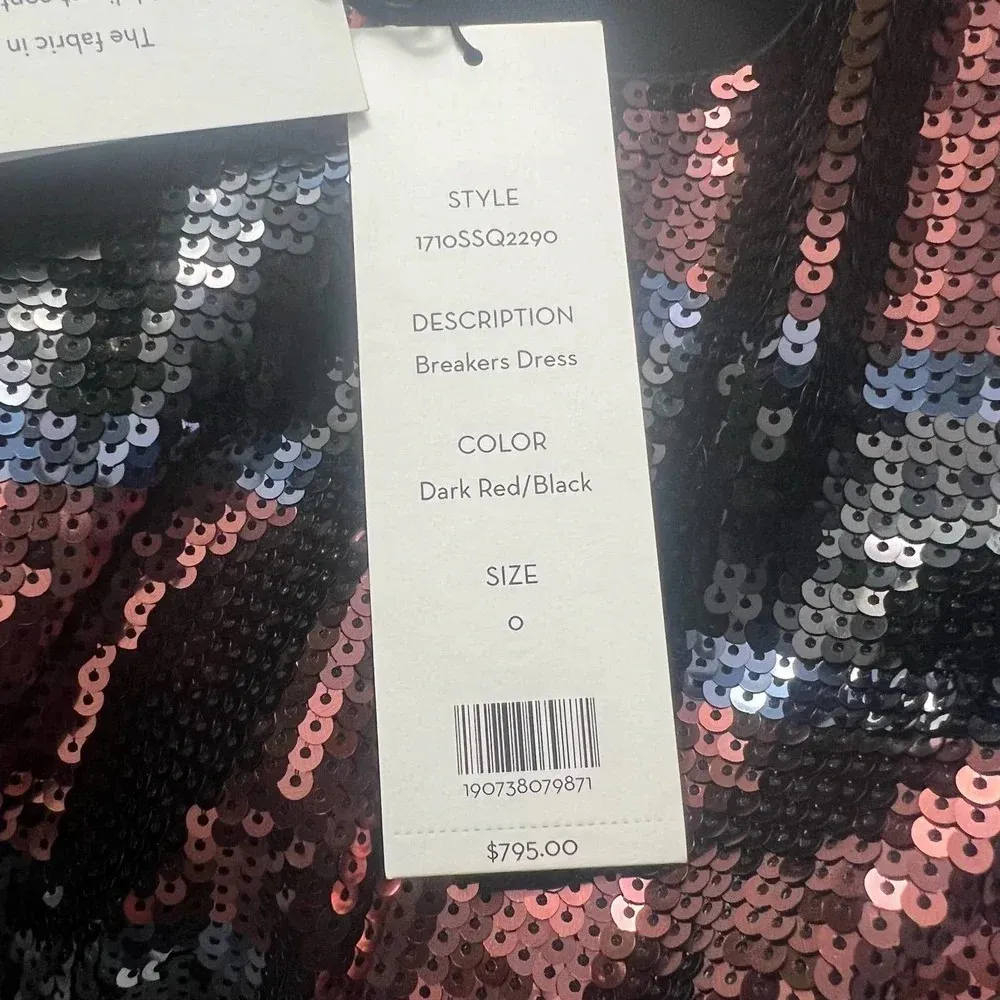 The fabric in
STYLE
1710SSQ2290
DESCRIPTION
Breakers Dress
COLOR
Dark Red/Black
SIZE
0
190738079871
$795.00